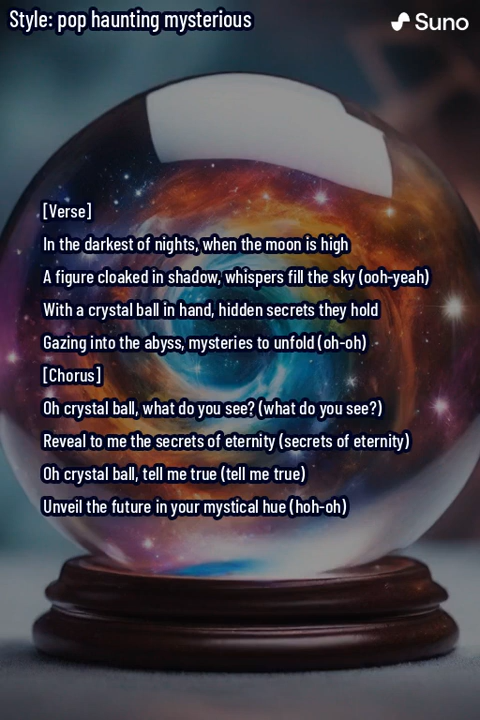 Style: pop haunting mysterious
Suno
[Verse]
In the darkest of nights, when the moon is high
A figure cloaked in shadow, whispers fill the sky (ooh-yeah)
With a crystal ball in hand, hidden secrets they hold
Gazing into the abyss, mysteries to unfold (oh-oh)
[Chorus]
Oh crystal ball, what do you see? (what do you see?)
Reveal to me the secrets of eternity (secrets of eternity)
Oh crystal ball, tell me true (tell me true)
Unveil the future in your mystical hue (hoh-oh)